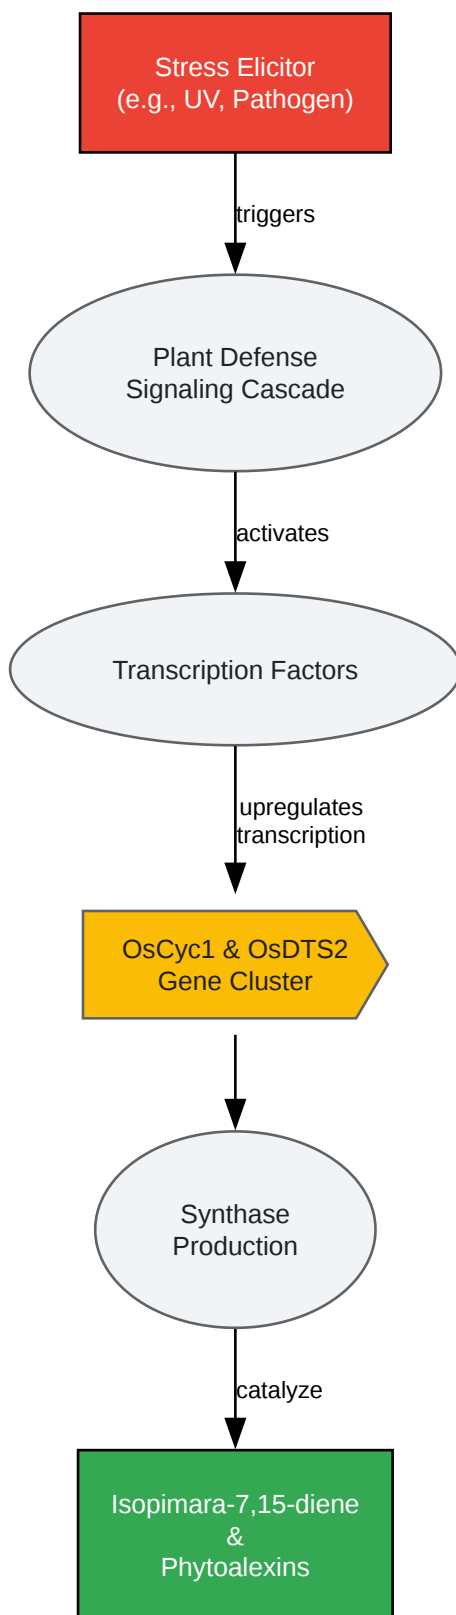 Stress Elicitor
(e.g., UV, Pathogen)
triggers
Plant Defense
Signaling Cascade
activates
Transcription Factors
upregulates
transcription
OsCyc1 & OsDTS2
Gene Cluster
Synthase
Production
catalyze
Isopimara-7,15-diene
&
Phytoalexins